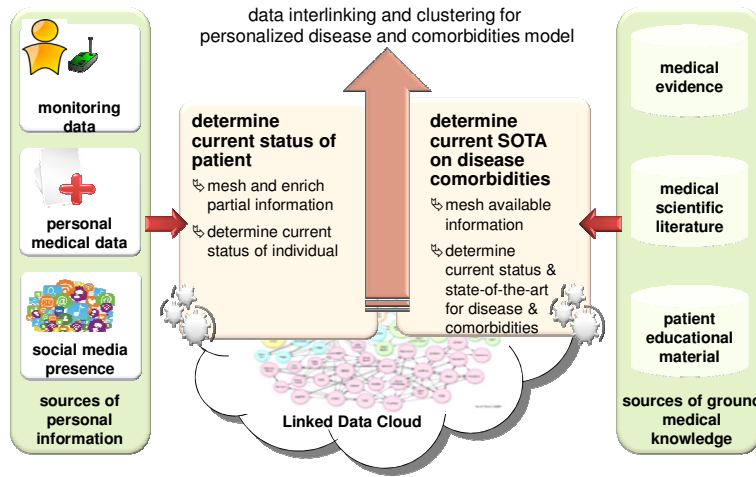 data interlinking and clustering for
personalized disease and comorbidities model
monitoring
data
personal
medical data
social media
presence
sources of
personal
information
determine
current status of
patient
mesh and enrich
partial information
determine current
status of individual
determine
current SOTA
on disease
comorbidities
mesh available
information
determine
current status &
state-of-the-art
for disease &
comorbidities
Linked Data Cloud
medical
evidence
medical
scientific
literature
patient
educational
material
sources of ground
medical
knowledge